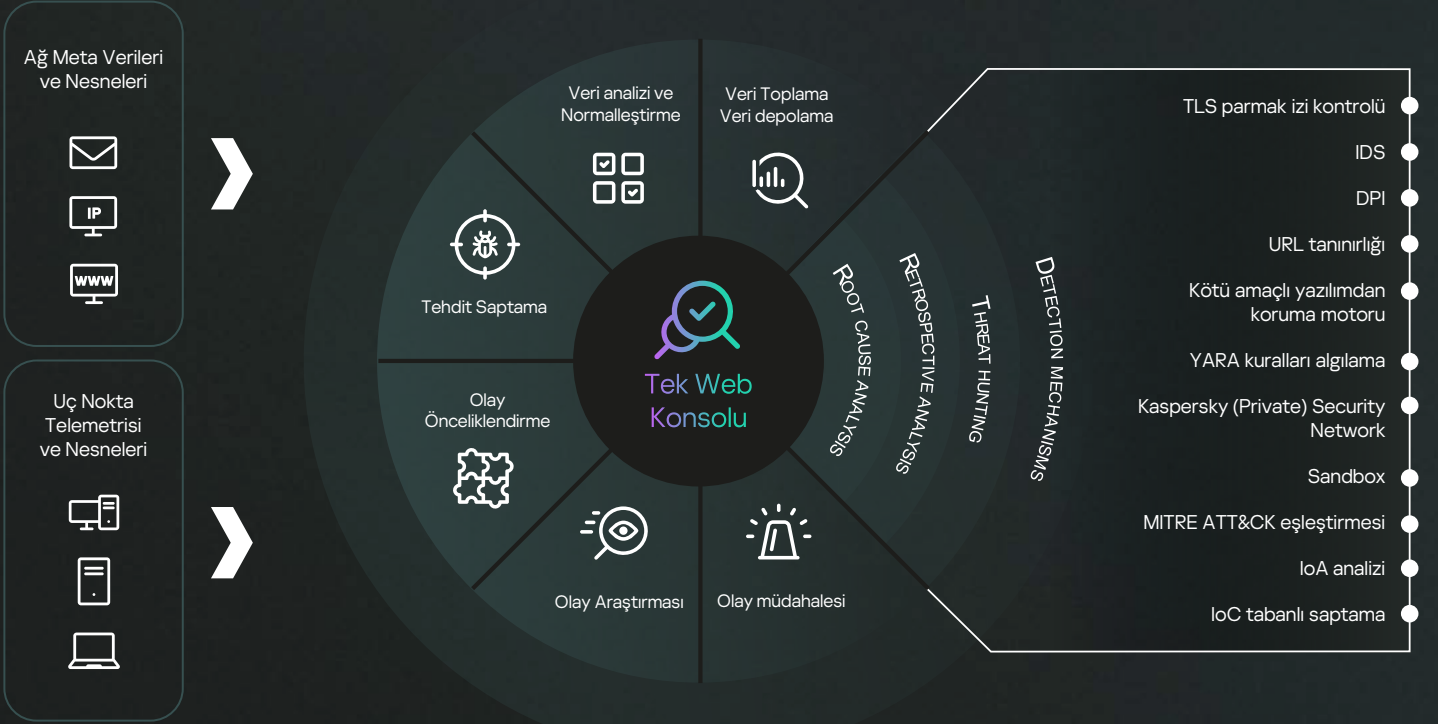 Ağ Meta Verileri
ve Nesneleri
IP
WWW
Uç Nokta
Telemetrisi
ve Nesneleri
Veri analizi ve
Normalleştirme
Veri Toplama
Veri depolama
Tehdit Saptama
Olay
Önceliklendirme
Olay Araştırması
Olay müdahalesi
Tek Web
Konsolu
ROOT CAUSE ANALYSIS
RETROSPECTIVE ANALYSIS
THREAT HUNTING
DETECTION MECHANISMS
TLS parmak izi kontrolü
IDS
DPI
URL tanınırlığı
Kötü amaçlı yazılımdan
koruma motoru
YARA kuralları algılama
Kaspersky (Private) Security
Network
Sandbox
MITRE ATT&CK eşleştirmesi
IoA analizi
IoC tabanlı saptama